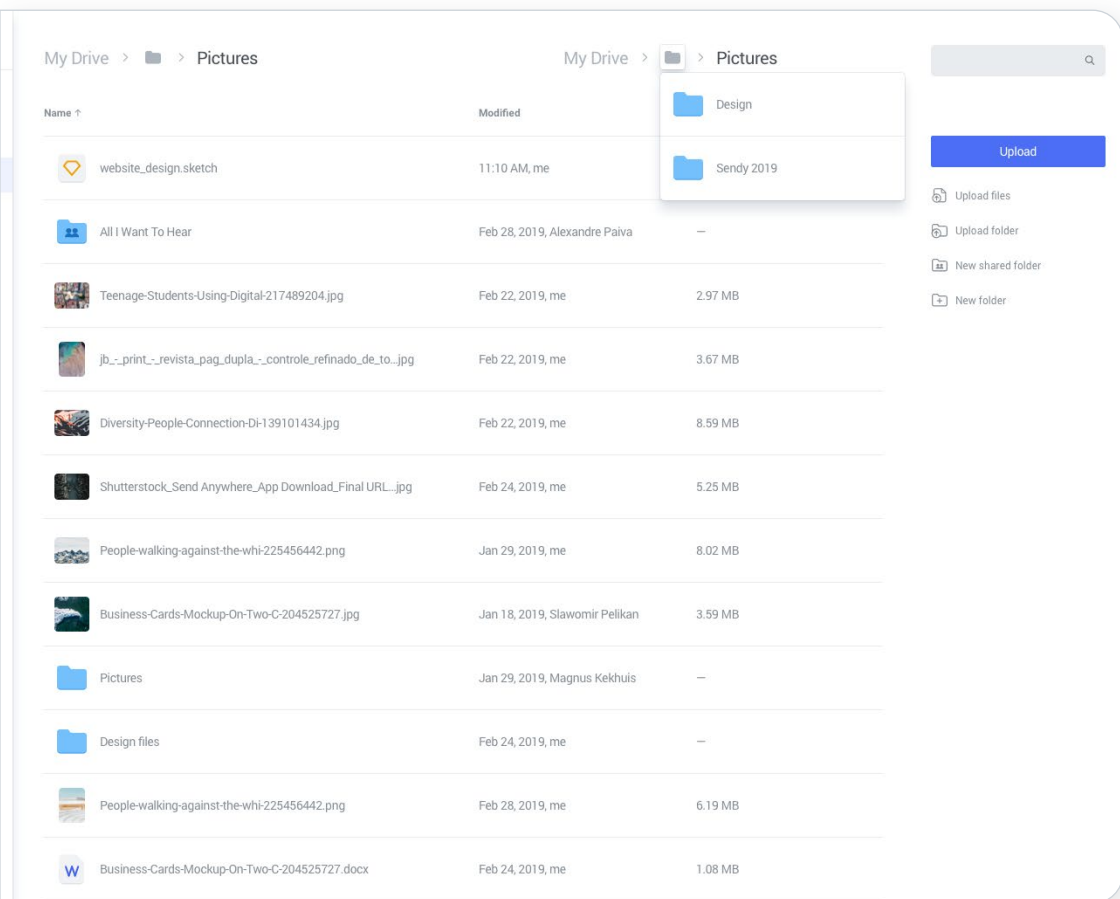 My Drive > Pictures
My Drive > Pictures
Name ↑ Modified
Design
Sendy 2019
Upload
Upload files
Upload folder
New shared folder
New folder
website_design.sketch 11:10 AM, me
All I Want To Hear Feb 28, 2019, Alexandre Paiva —
Teenage-Students-Using-Digital-217489204.jpg Feb 22, 2019, me 2.97 MB
jb_-_print_-_revista_pag_dupla_-_controle_refinado_de_to...jpg Feb 22, 2019, me 3.67 MB
Diversity-People-Connection-Di-139101434.jpg Feb 22, 2019, me 8.59 MB
Shutterstock_Send Anywhere_App Download_Final URL...jpg Feb 24, 2019, me 5.25 MB
People-walking-against-the-whi-225456442.png Jan 29, 2019, me 8.02 MB
Business-Cards-Mockup-On-Two-C-204525727.jpg Jan 18, 2019, Slawomir Pelikan 3.59 MB
Pictures Jan 29, 2019, Magnus Kekhuis —
Design files Feb 24, 2019, me —
People-walking-against-the-whi-225456442.png Feb 28, 2019, me 6.19 MB
W Business-Cards-Mockup-On-Two-C-204525727.docx Feb 24, 2019, me 1.08 MB